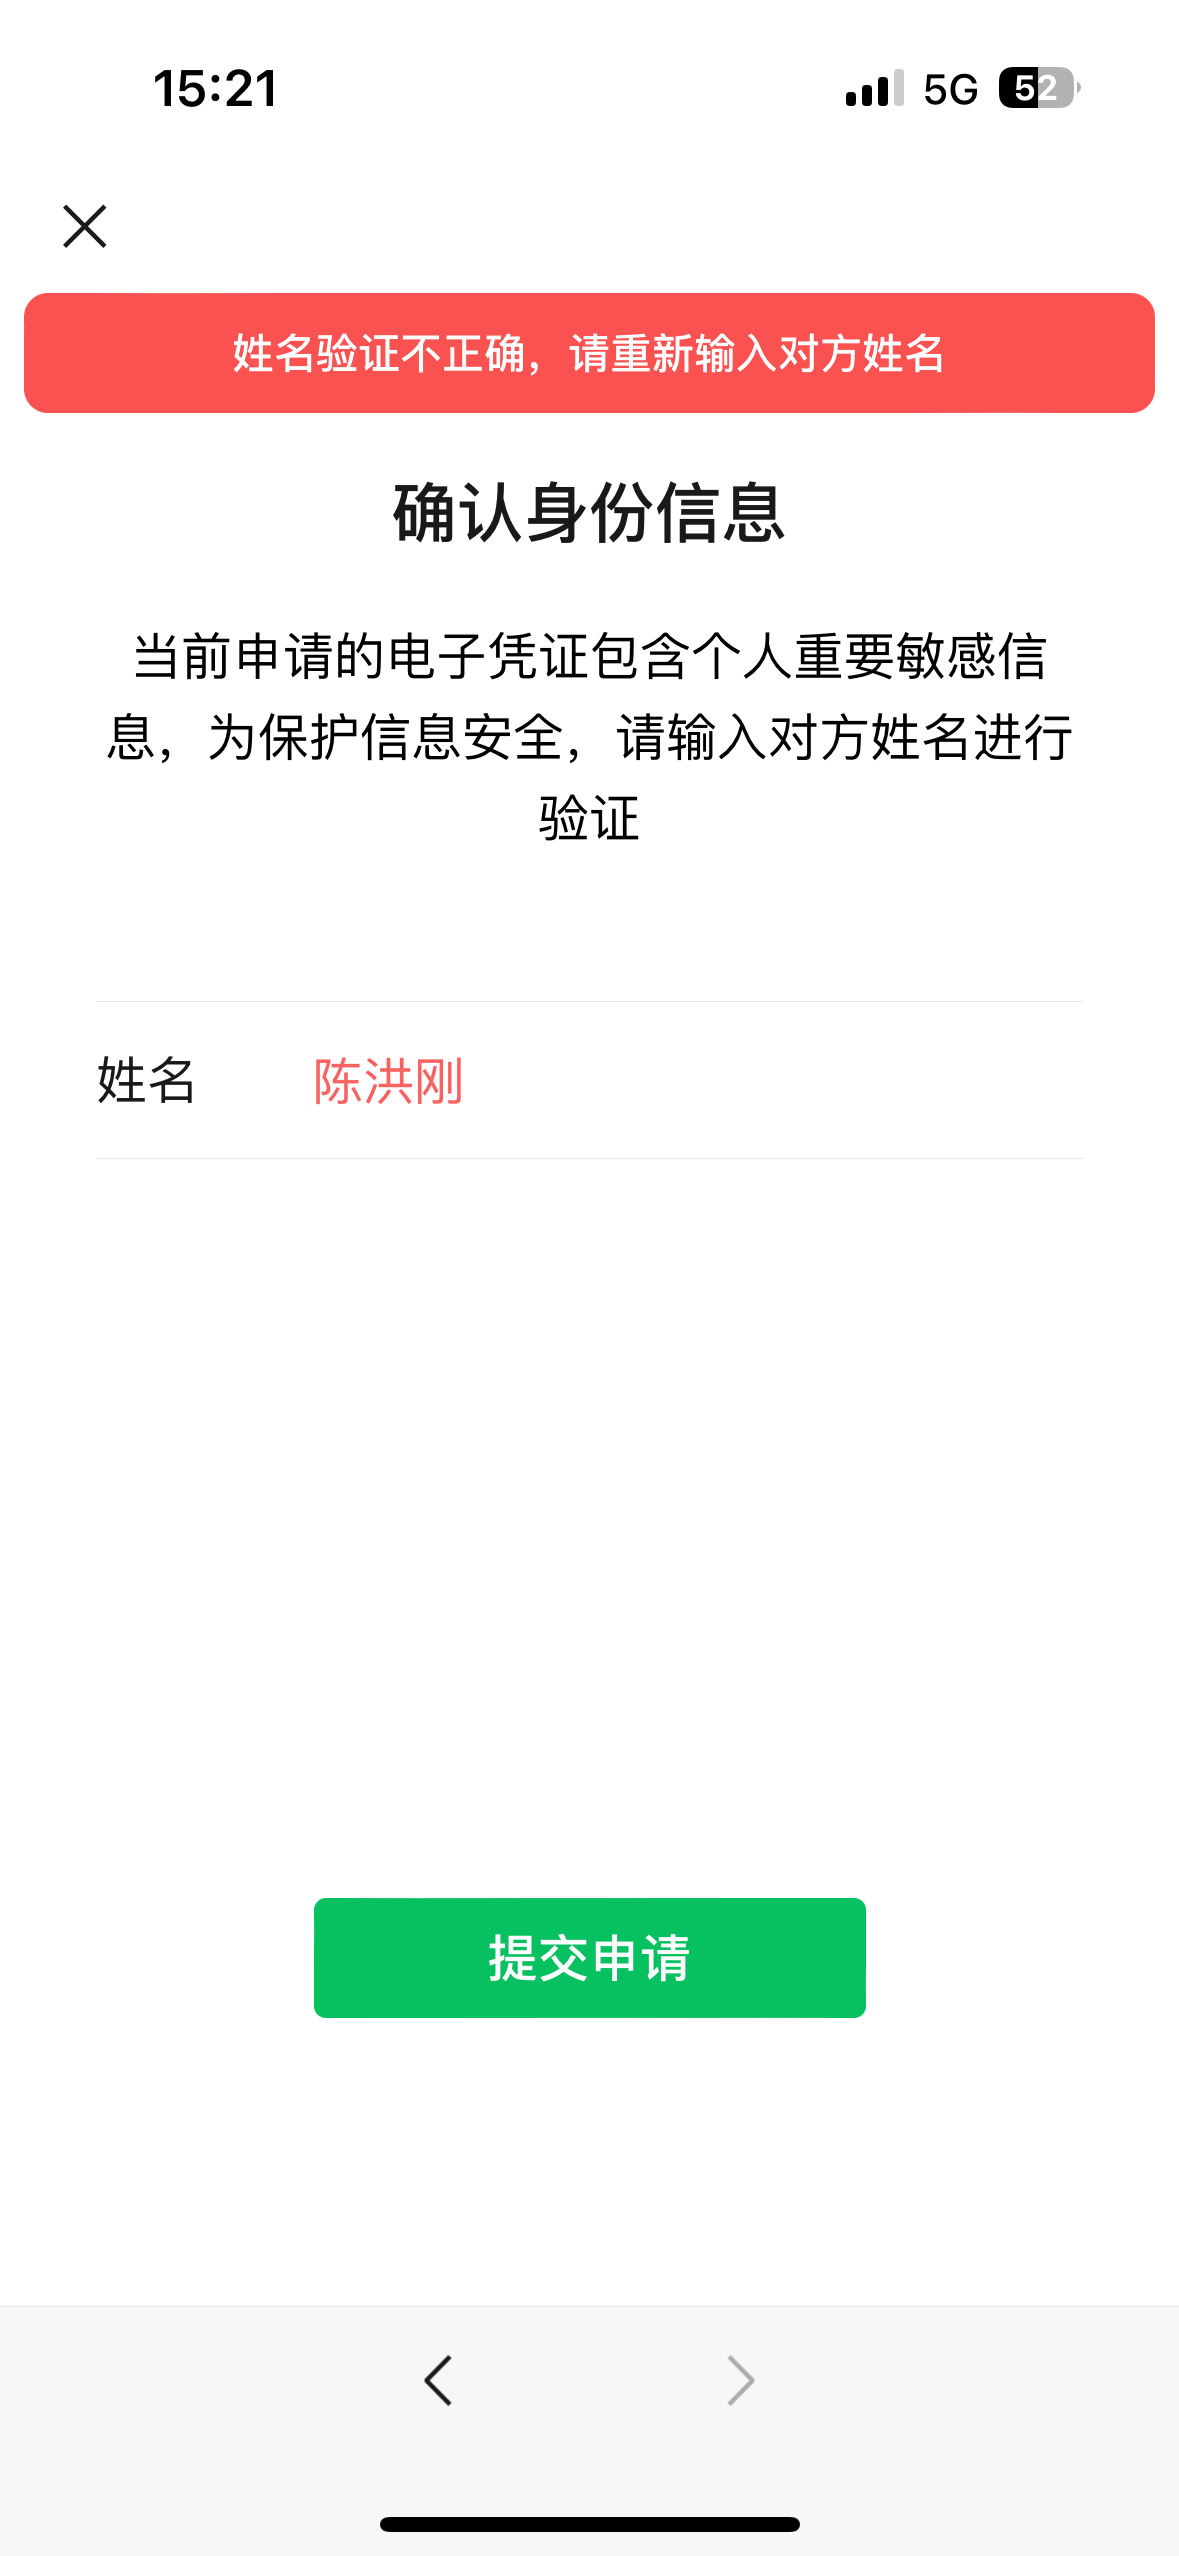 15:21
5G
52
姓名验证不正确，请重新输入对方姓名
确认身份信息
当前申请的电子凭证包含个人重要敏感信
息，为保护信息安全，请输入对方姓名进行
验证
姓名 陈洪刚
提交申请